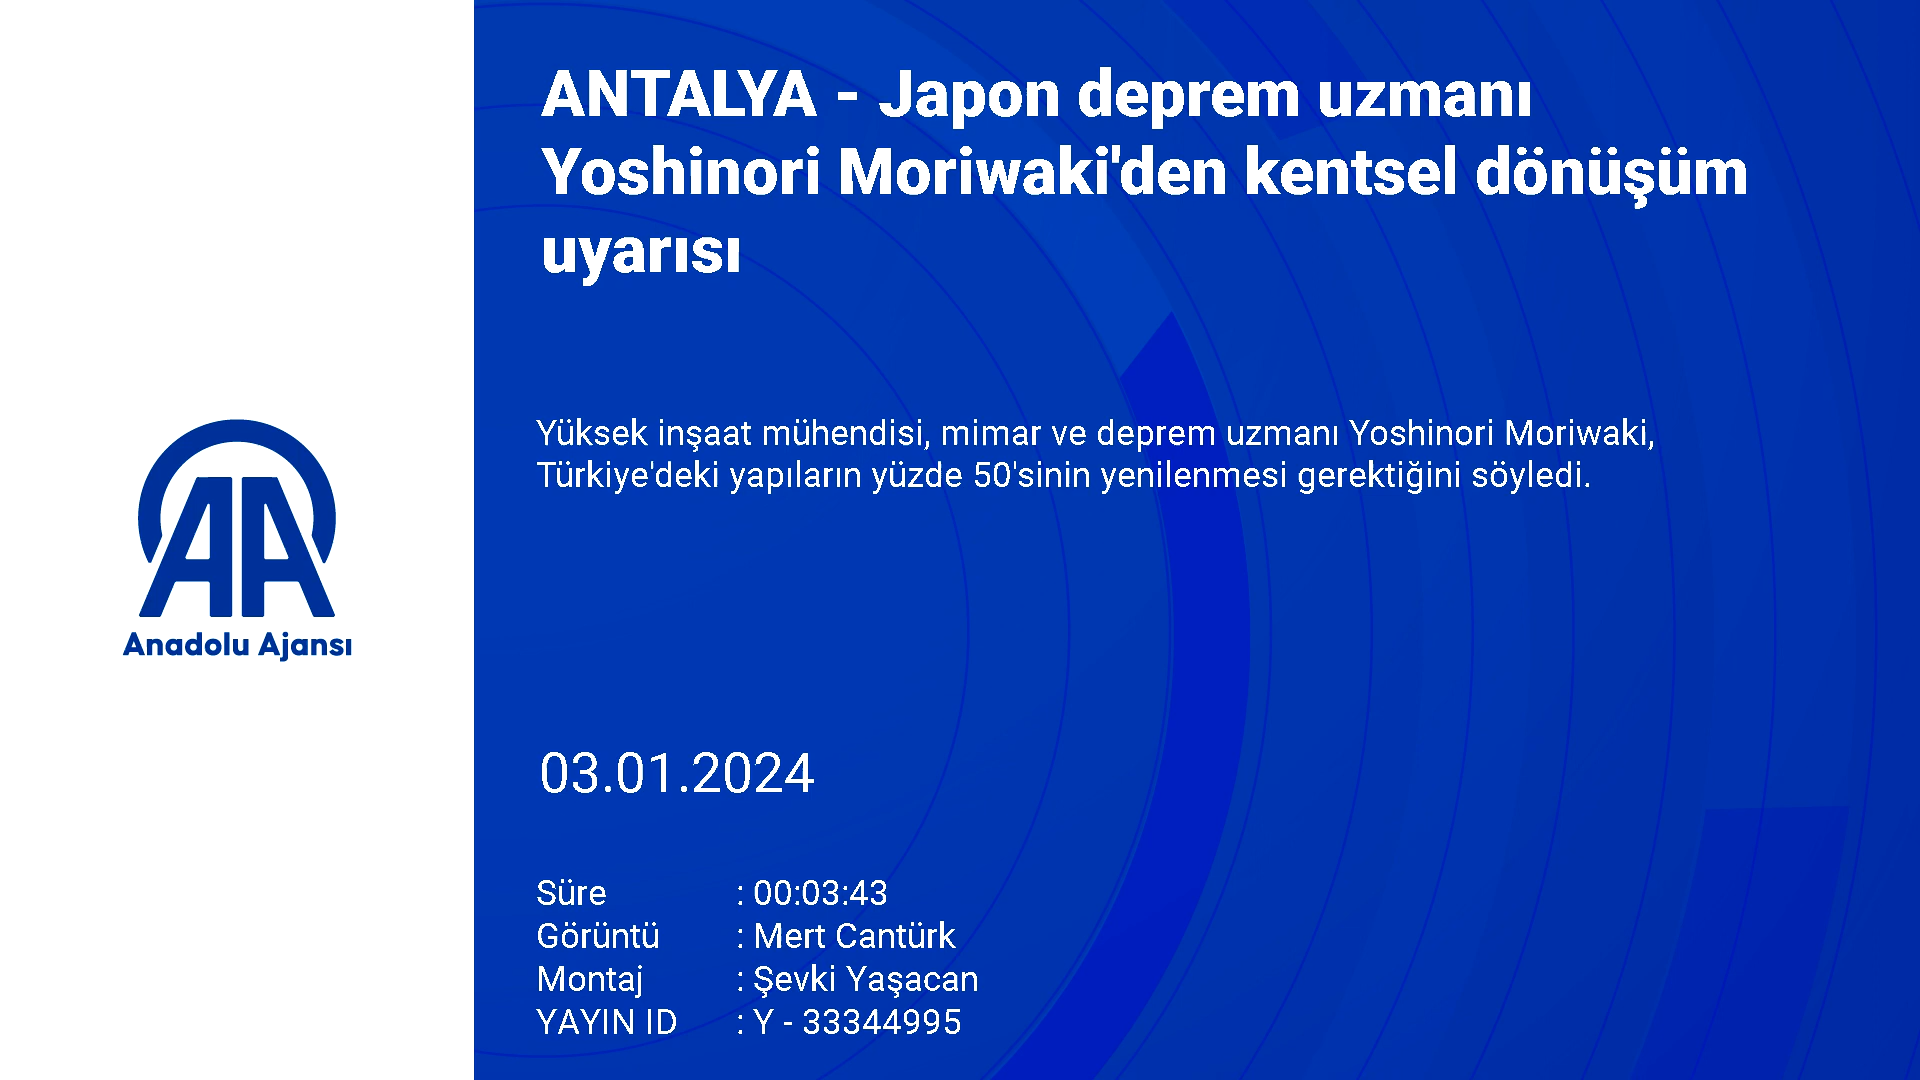 ANTALYA - Japon deprem uzmanı
Yoshinori Moriwaki'den kentsel dönüşüm
uyarısı
Yüksek inşaat mühendisi, mimar ve deprem uzmanı Yoshinori Moriwaki,
Türkiye'deki yapıların yüzde 50'sinin yenilenmesi gerektiğini söyledi.
AA
Anadolu Ajansı
03.01.2024
Süre : 00:03:43
Görüntü : Mert Cantürk
Montaj : Şevki Yaşacan
YAYIN ID : Y - 33344995